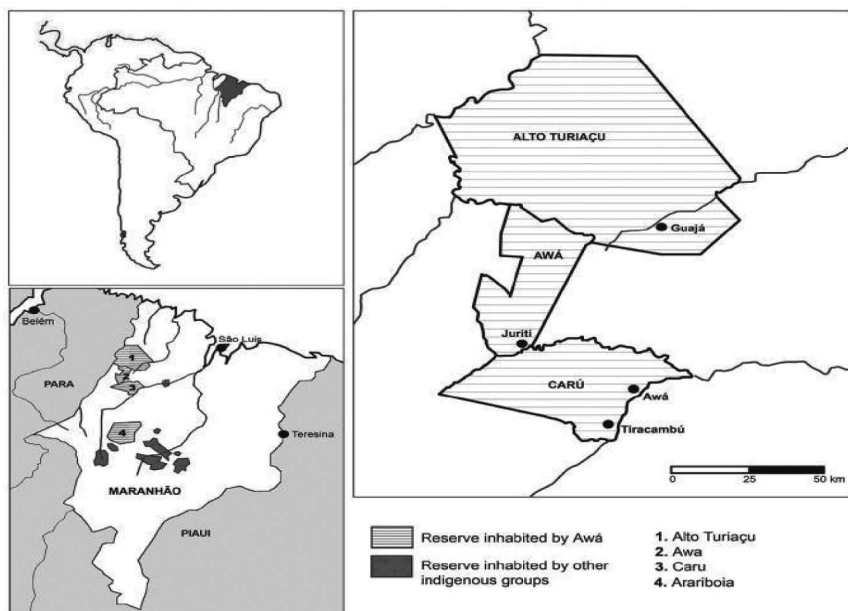 ALTO TURIAÇU
Guajá
AWÁ
Jurití
CARÚ
Awá
Tiracambú
0 25 50 km
Belém
São Luis
1
2
3
PARA
4
Teresina
MARANHÃO
PIAUI
Reserve inhabited by Awá
Reserve inhabited by other
indigenous groups
1. Alto Turiaçu
2. Awa
3. Caru
4. Arariboia